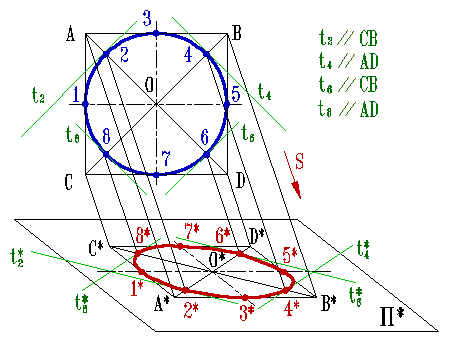 3
A
B
t₂ // CB
t₄ // AD
t₆ // CB
t₈ // AD
2
4
O
t₂
t₄
1
5
t₈
t₆
8
6
7
S
C
D
8*
7*
6*
D*
C*
O*
5*
t₂*
t₄*
1*
t₈*
t₆*
A*
2*
3*
4*
B*
Π*